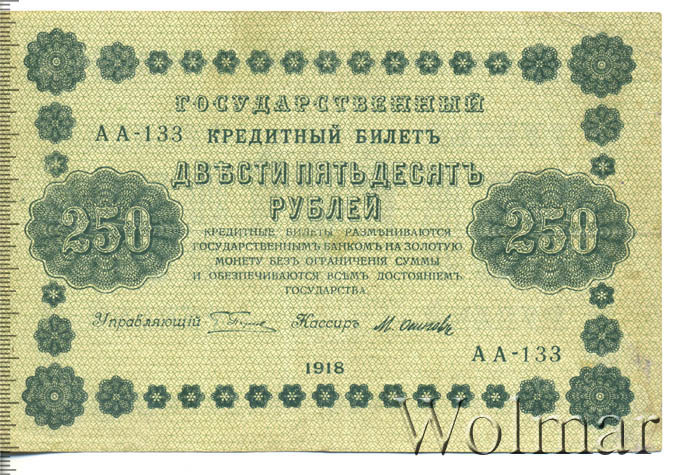 ГОСУДАРСТВЕННЫЙ
АА-133 КРЕДИТНЫЙ БИЛЕТЪ
ДВѢСТИ ПЯТЬДЕСЯТЪ
РУБЛЕЙ
250 250
КРЕДИТНЫЕ БИЛЕТЫ РАЗМѢНИВАЮТСЯ
ГОСУДАРСТВЕННЫМЪ БАНКОМЪ НА ЗОЛОТУЮ
МОНЕТУ БЕЗЪ ОГРАНИЧЕНІЯ СУММЫ
И ОБЕЗПЕЧИВАЮТСЯ ВСѢМЪ ДОСТОЯНІЕМЪ
ГОСУДАРСТВА.
Управляющій Кассиръ М. Осиповъ
1918
АА-133
Wolmar